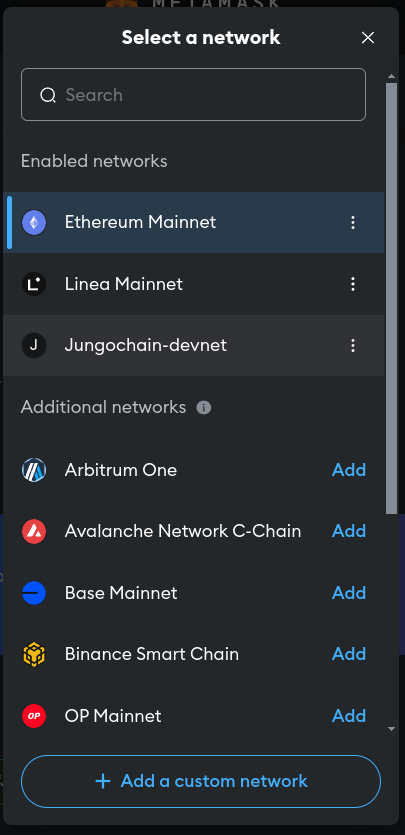 METAMASK
Select a network
Search
Enabled networks
Ethereum Mainnet
Linea Mainnet
J Jungochain-devnet
Additional networks
Arbitrum One Add
Avalanche Network C-Chain Add
Base Mainnet Add
Binance Smart Chain Add
OP OP Mainnet Add
+ Add a custom network